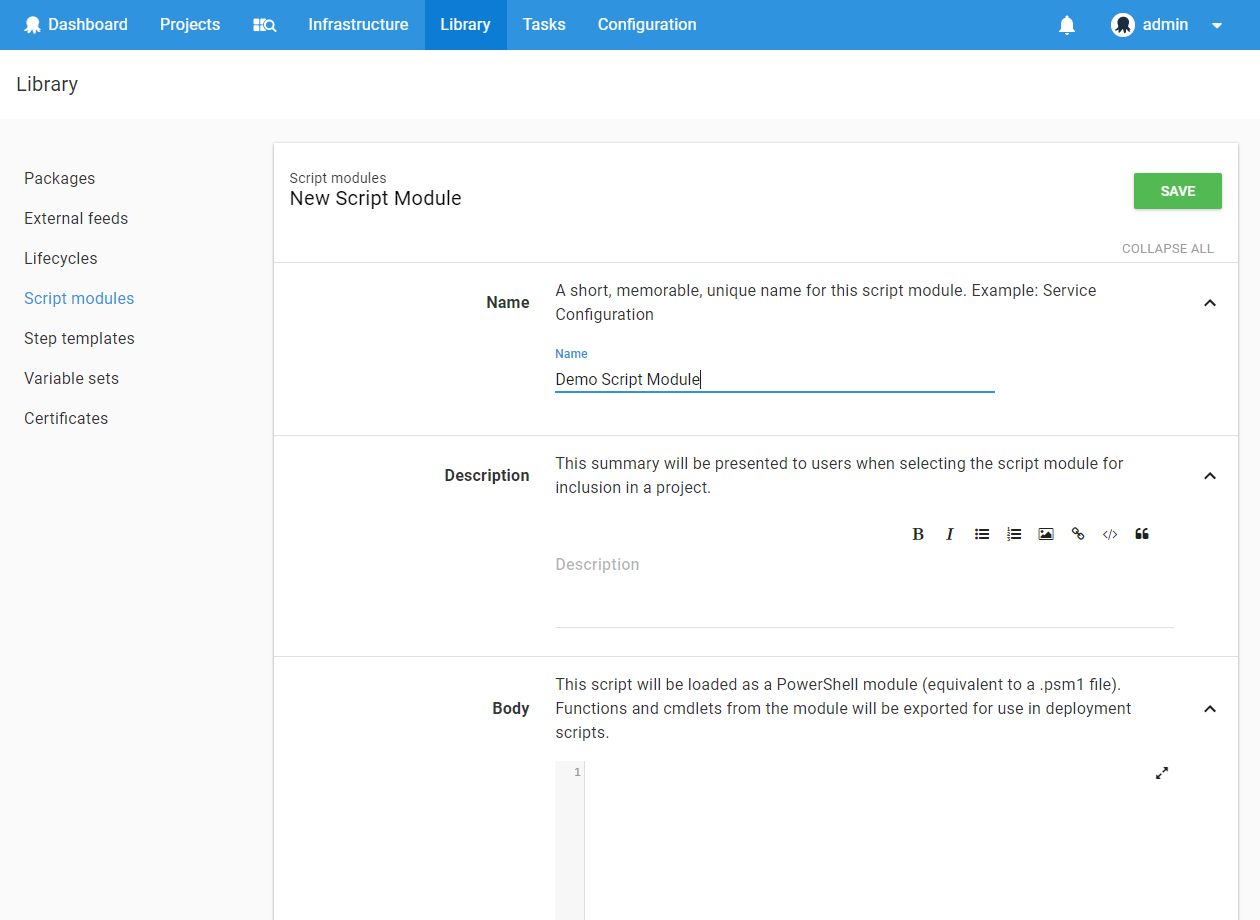 Dashboard Projects Infrastructure Library Tasks Configuration admin
Library
Packages
External feeds
Lifecycles
Script modules
Step templates
Variable sets
Certificates
Script modules
New Script Module
SAVE
COLLAPSE ALL
Name
A short, memorable, unique name for this script module. Example: Service
Configuration
Name
Demo Script Module
Description
This summary will be presented to users when selecting the script module for
inclusion in a project.
B I
Description
Body
This script will be loaded as a PowerShell module (equivalent to a .psm1 file).
Functions and cmdlets from the module will be exported for use in deployment
scripts.
1